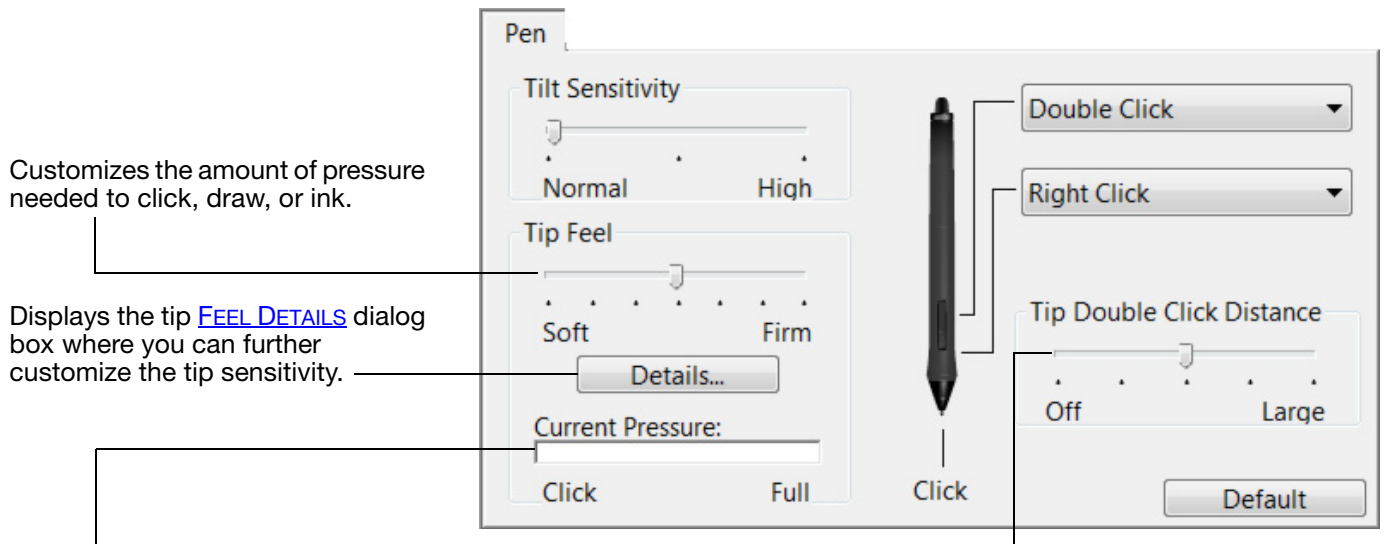 Pen
Tilt Sensitivity
Normal High
Tip Feel
Soft Firm
Details...
Current Pressure:
Click Full
Click
Double Click
Right Click
Tip Double Click Distance
Off Large
Default
Customizes the amount of pressure
needed to click, draw, or ink.
Displays the tip FEEL DETAILS dialog
box where you can further
customize the tip sensitivity.